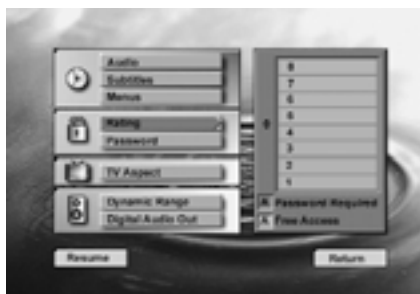 Audio
Subtitles
Menus
Rating
Password
TV Aspect
Dynamic Range
Digital Audio Out
8
7
6
5
4
3
2
1
Password Required
Free Access
Resume
Return